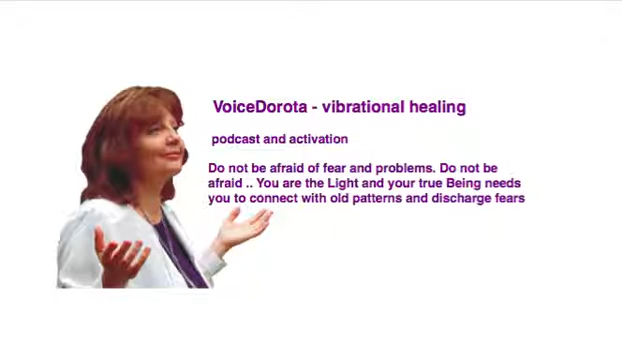 VoiceDorota - vibrational healing
podcast and activation
Do not be afraid of fear and problems. Do not be
afraid .. You are the Light and your true Being needs
you to connect with old patterns and discharge fears